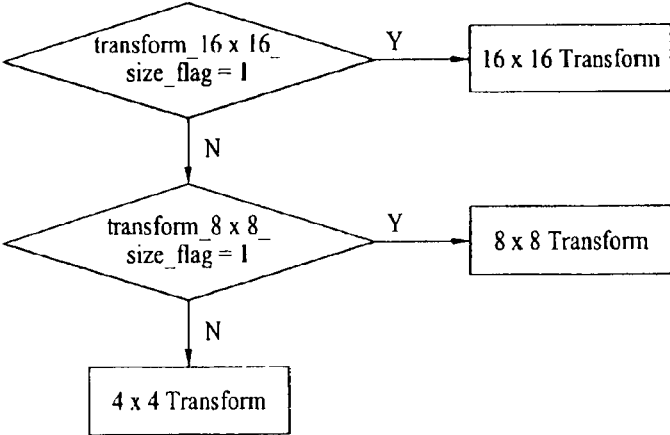 transform_16 x 16_
size_flag = 1
Y
16 x 16 Transform
N
transform_8 x 8_
size_flag = 1
Y
8 x 8 Transform
N
4 x 4 Transform